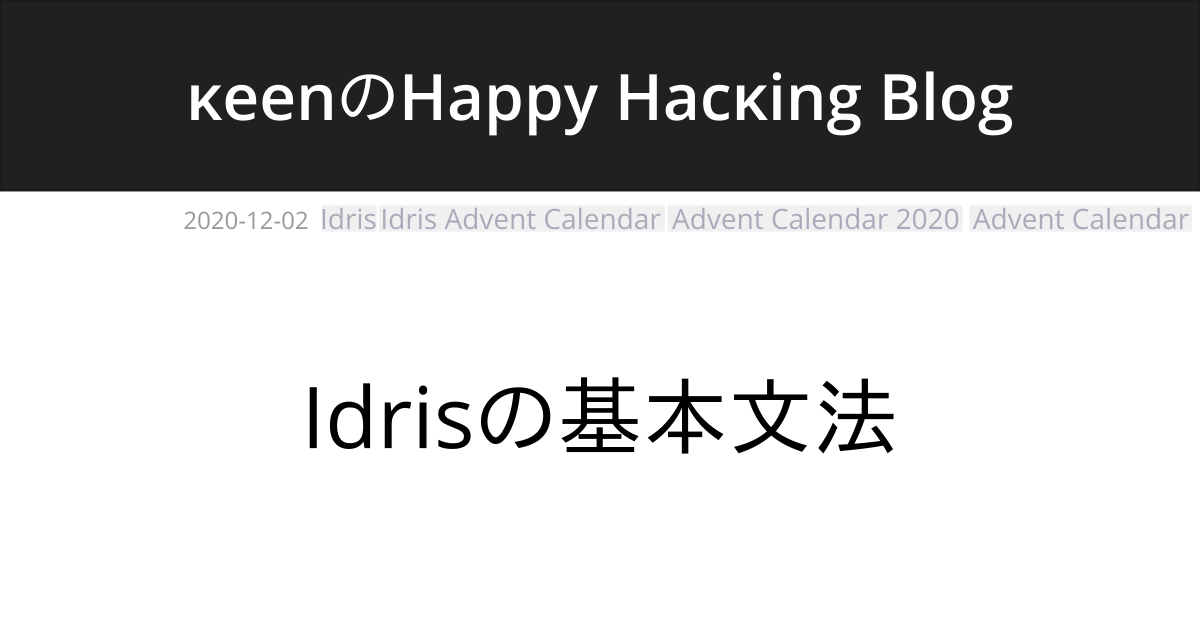 κeenのHappy Hacκing Blog
2020-12-02 Idris Idris Advent Calendar Advent Calendar 2020 Advent Calendar
Idrisの基本文法